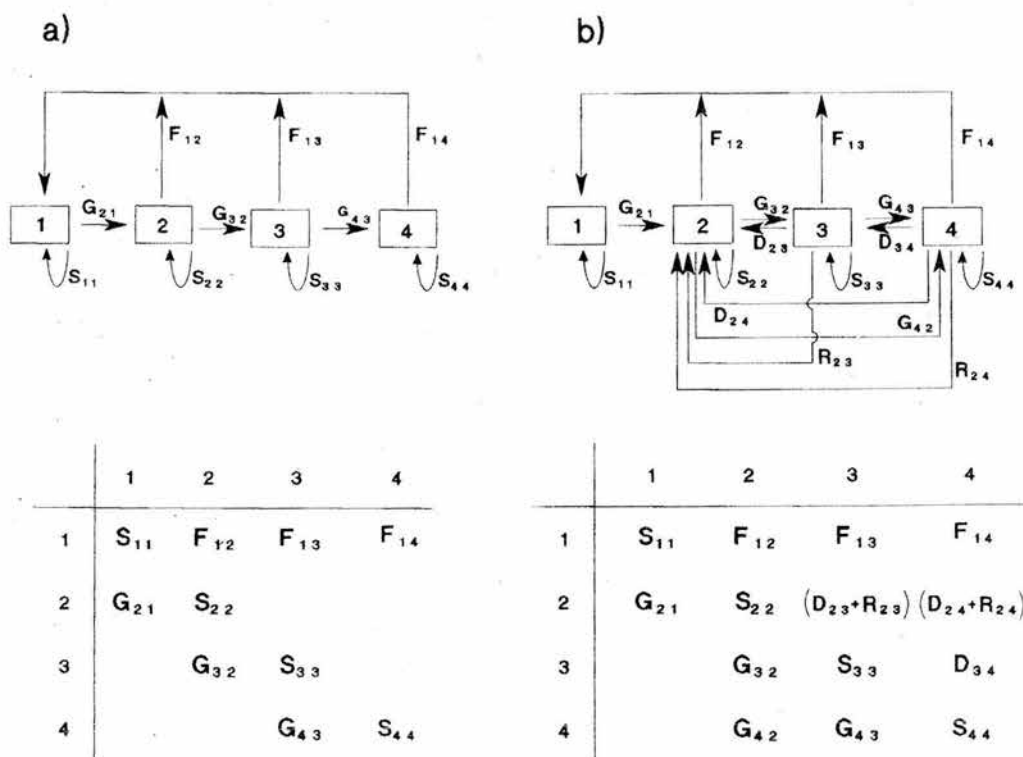 a)
F₁₂ F₁₃ F₁₄
G₂₁ G₃₂ G₄₃
1 2 3 4
S₁₁ S₂₂ S₃₃ S₄₄
1 2 3 4
1 S₁₁ F₁₂ F₁₃ F₁₄
2 G₂₁ S₂₂
3 G₃₂ S₃₃
4 G₄₃ S₄₄
b)
F₁₂ F₁₃ F₁₄
G₂₁ G₃₂ G₄₃
1 2 3 4
D₂₃ D₃₄
S₁₁ S₂₂ S₃₃ S₄₄
D₂₄ G₄₂
R₂₃ R₂₄
1 2 3 4
1 S₁₁ F₁₂ F₁₃ F₁₄
2 G₂₁ S₂₂ (D₂₃+R₂₃) (D₂₄+R₂₄)
3 G₃₂ S₃₃ D₃₄
4 G₄₂ G₄₃ S₄₄